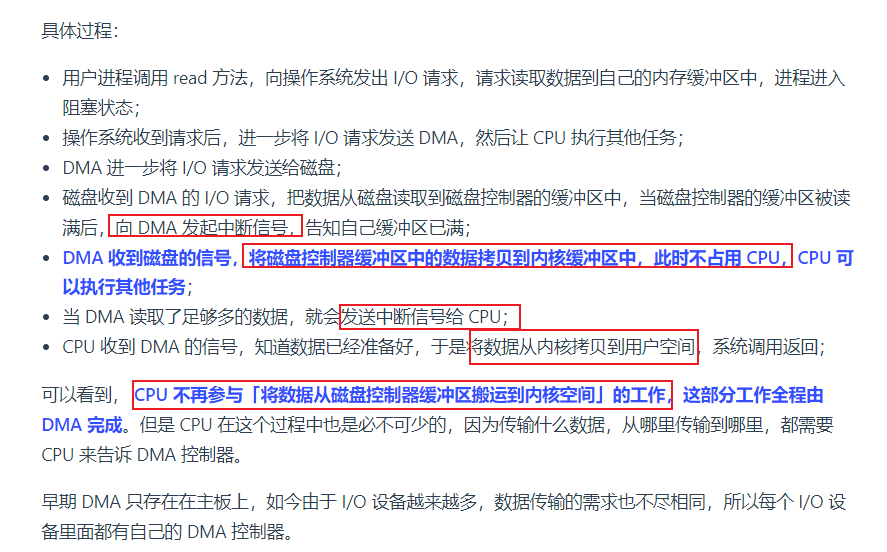 具体过程：
用户进程调用 read 方法，向操作系统发出 I/O 请求，请求读取数据到自己的内存缓冲区中，进程进入
阻塞状态；
操作系统收到请求后，进一步将 I/O 请求发送 DMA，然后让 CPU 执行其他任务；
DMA 进一步将 I/O 请求发送给磁盘；
磁盘收到 DMA 的 I/O 请求，把数据从磁盘读取到磁盘控制器的缓冲区中，当磁盘控制器的缓冲区被读
满后，向 DMA 发起中断信号，告知自己缓冲区已满；
DMA 收到磁盘的信号，将磁盘控制器缓冲区中的数据拷贝到内核缓冲区中，此时不占用 CPU，CPU 可
以执行其他任务；
当 DMA 读取了足够多的数据，就会发送中断信号给 CPU；
CPU 收到 DMA 的信号，知道数据已经准备好，于是将数据从内核拷贝到用户空间，系统调用返回；
可以看到，CPU 不再参与「将数据从磁盘控制器缓冲区搬运到内核空间」的工作，这部分工作全程由
DMA 完成。但是 CPU 在这个过程中也是必不可少的，因为传输什么数据，从哪里传输到哪里，都需要
CPU 来告诉 DMA 控制器。
早期 DMA 只存在在主板上，如今由于 I/O 设备越来越多，数据传输的需求也不尽相同，所以每个 I/O 设
备里面都有自己的 DMA 控制器。